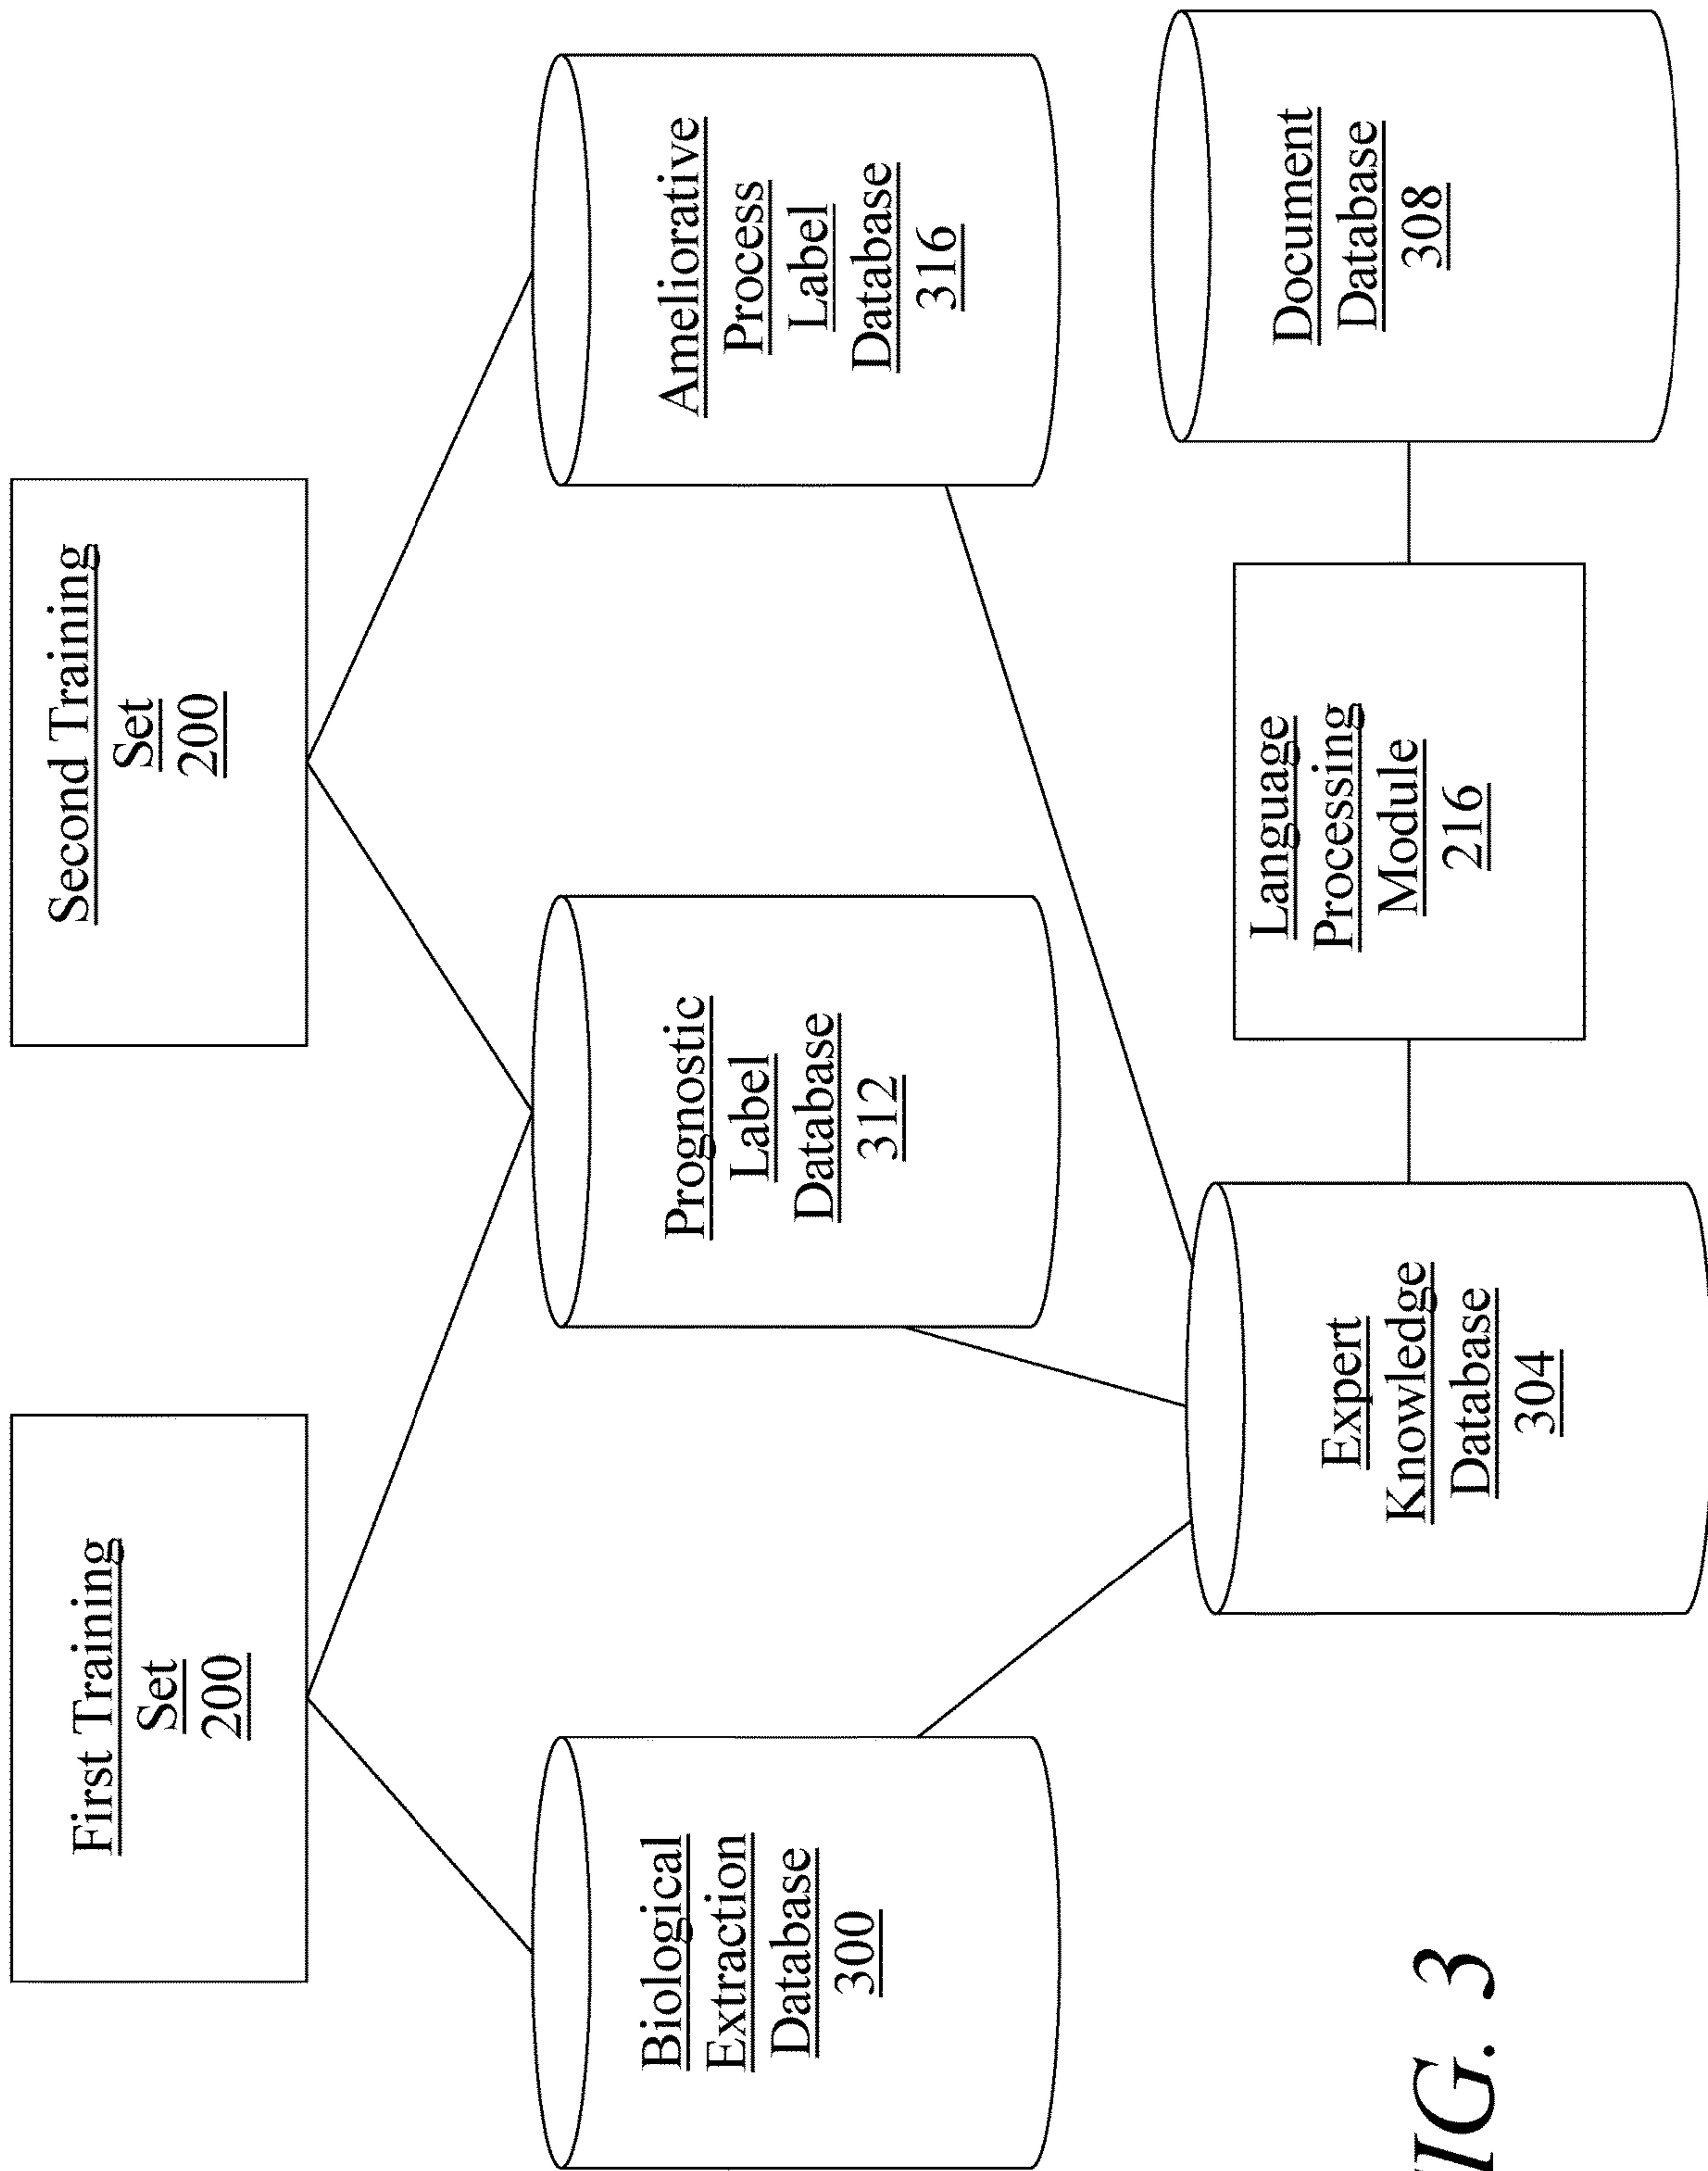 First Training
Set
200
Second Training
Set
200
Biological
Extraction
Database
300
Prognostic
Label
Database
312
Ameliorative
Process
Label
Database
316
Expert
Knowledge
Database
304
Language
Processing
Module
216
Document
Database
308
IG. 3